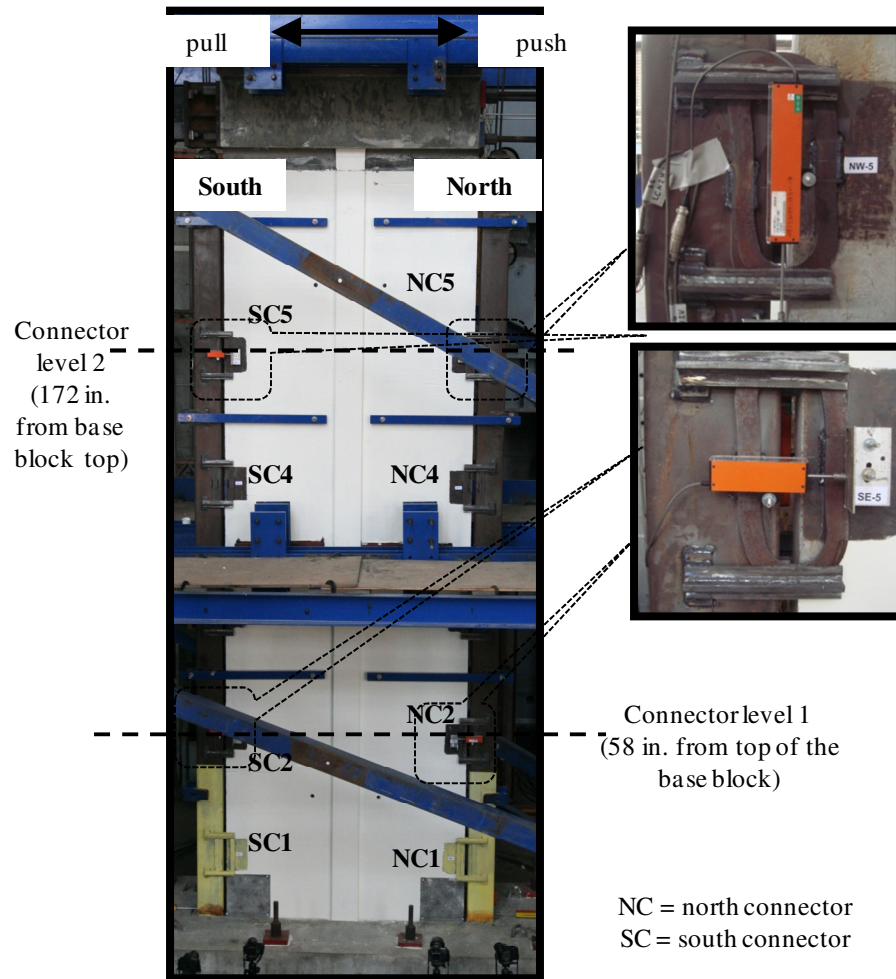 pull
push
South
North
NW-5
NC5
SC5
Connector
level 2
(172 in.
from base
block top)
SC4
NC4
SE-5
NC2
SC2
Connector level 1
(58 in. from top of the
base block)
SC1
NC1
NC = north connector
SC = south connector